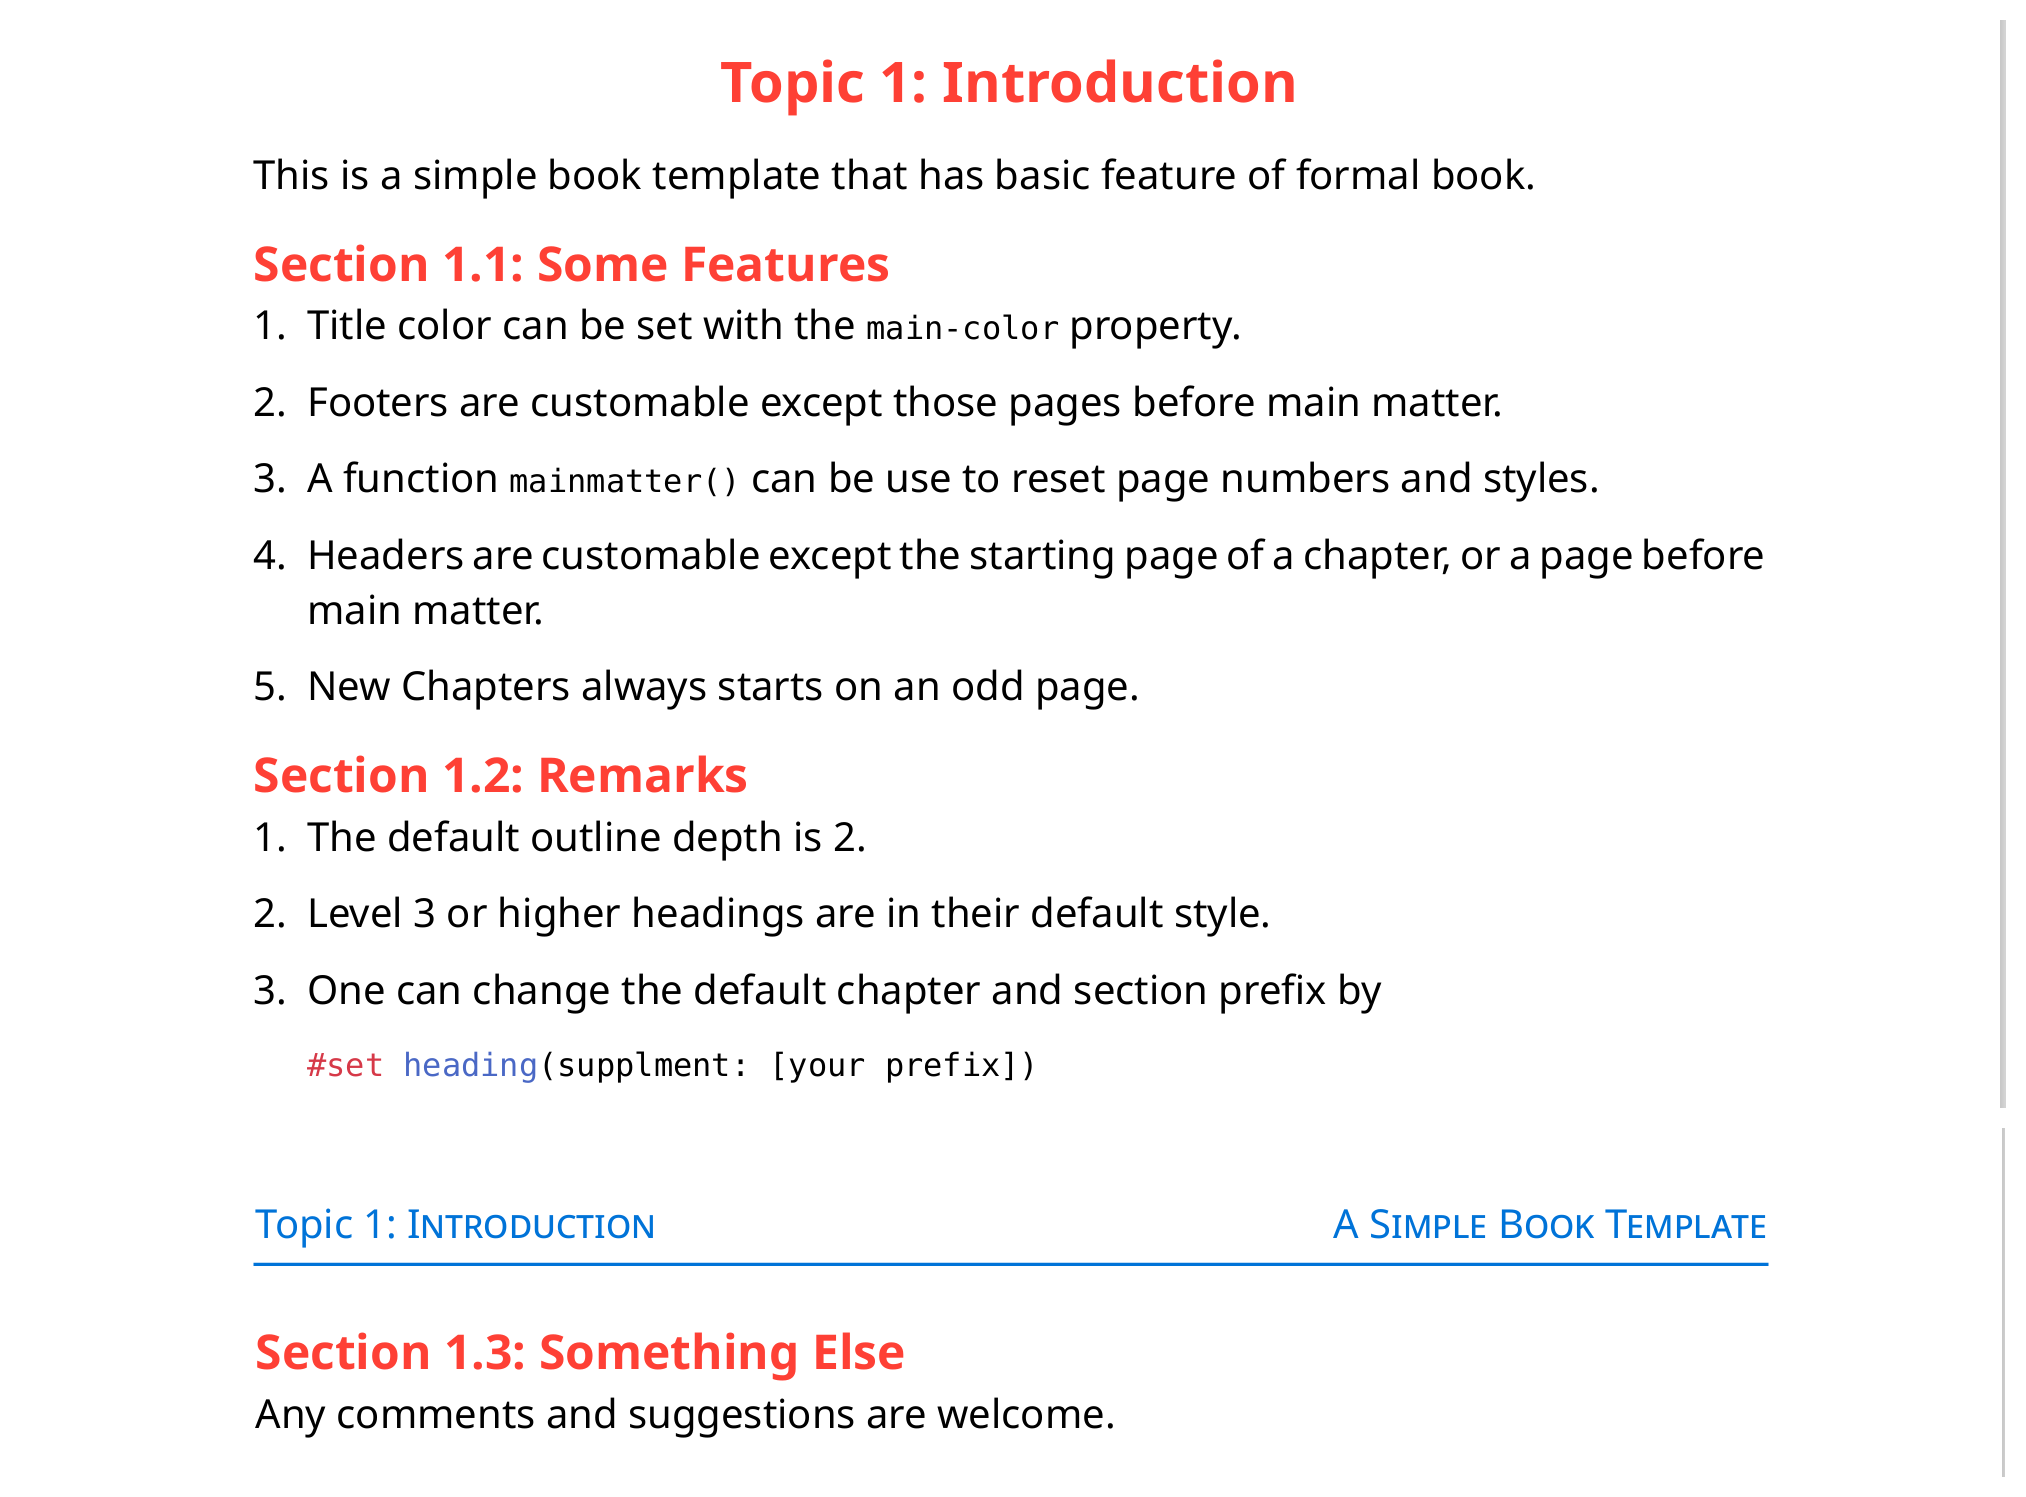 Topic 1: Introduction
This is a simple book template that has basic feature of formal book.
Section 1.1: Some Features
1. Title color can be set with the main-color property.
2. Footers are customable except those pages before main matter.
3. A function mainmatter() can be use to reset page numbers and styles.
4. Headers are customable except the starting page of a chapter, or a page before
main matter.
5. New Chapters always starts on an odd page.
Section 1.2: Remarks
1. The default outline depth is 2.
2. Level 3 or higher headings are in their default style.
3. One can change the default chapter and section prefix by
#set heading(supplment: [your prefix])
Topic 1: Introduction A Simple Book Template
Section 1.3: Something Else
Any comments and suggestions are welcome.